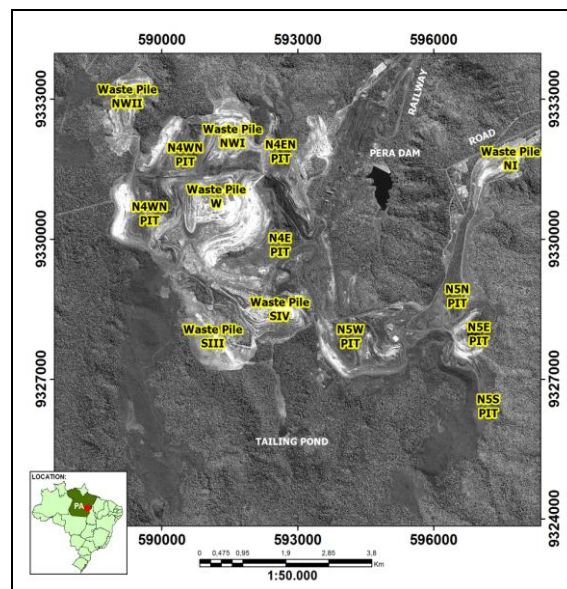 590000 593000 596000
9333000
9330000
9327000
9324000
Waste Pile
NWII
Waste Pile
NWI
N4WN
PIT
N4EN
PIT
RAILWAY
ROAD
PERA DAM
Waste Pile
NI
N4WN
PIT
Waste Pile
W
N4E
PIT
N5N
PIT
Waste Pile
SIV
Waste Pile
SIII
N5W
PIT
N5E
PIT
N5S
PIT
TAILING POND
9333000
9330000
9327000
9324000
590000 593000 596000
LOCATION:
PA
0 0,475 0,95 1,9 2,85 3,8
Km
1:50.000